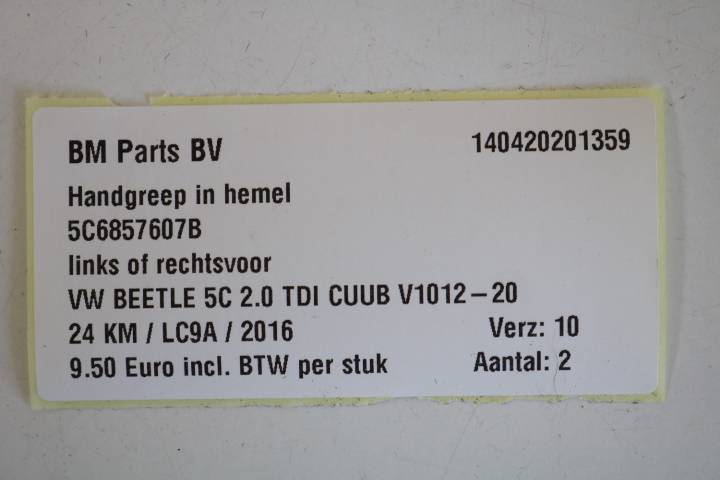 BM Parts BV 140420201359
Handgreep in hemel
5C6857607B
links of rechtsvoor
VW BEETLE 5C 2.0 TDI CUUB V1012-20
24 KM / LC9A / 2016 Verz: 10
9.50 Euro incl. BTW per stuk Aantal: 2